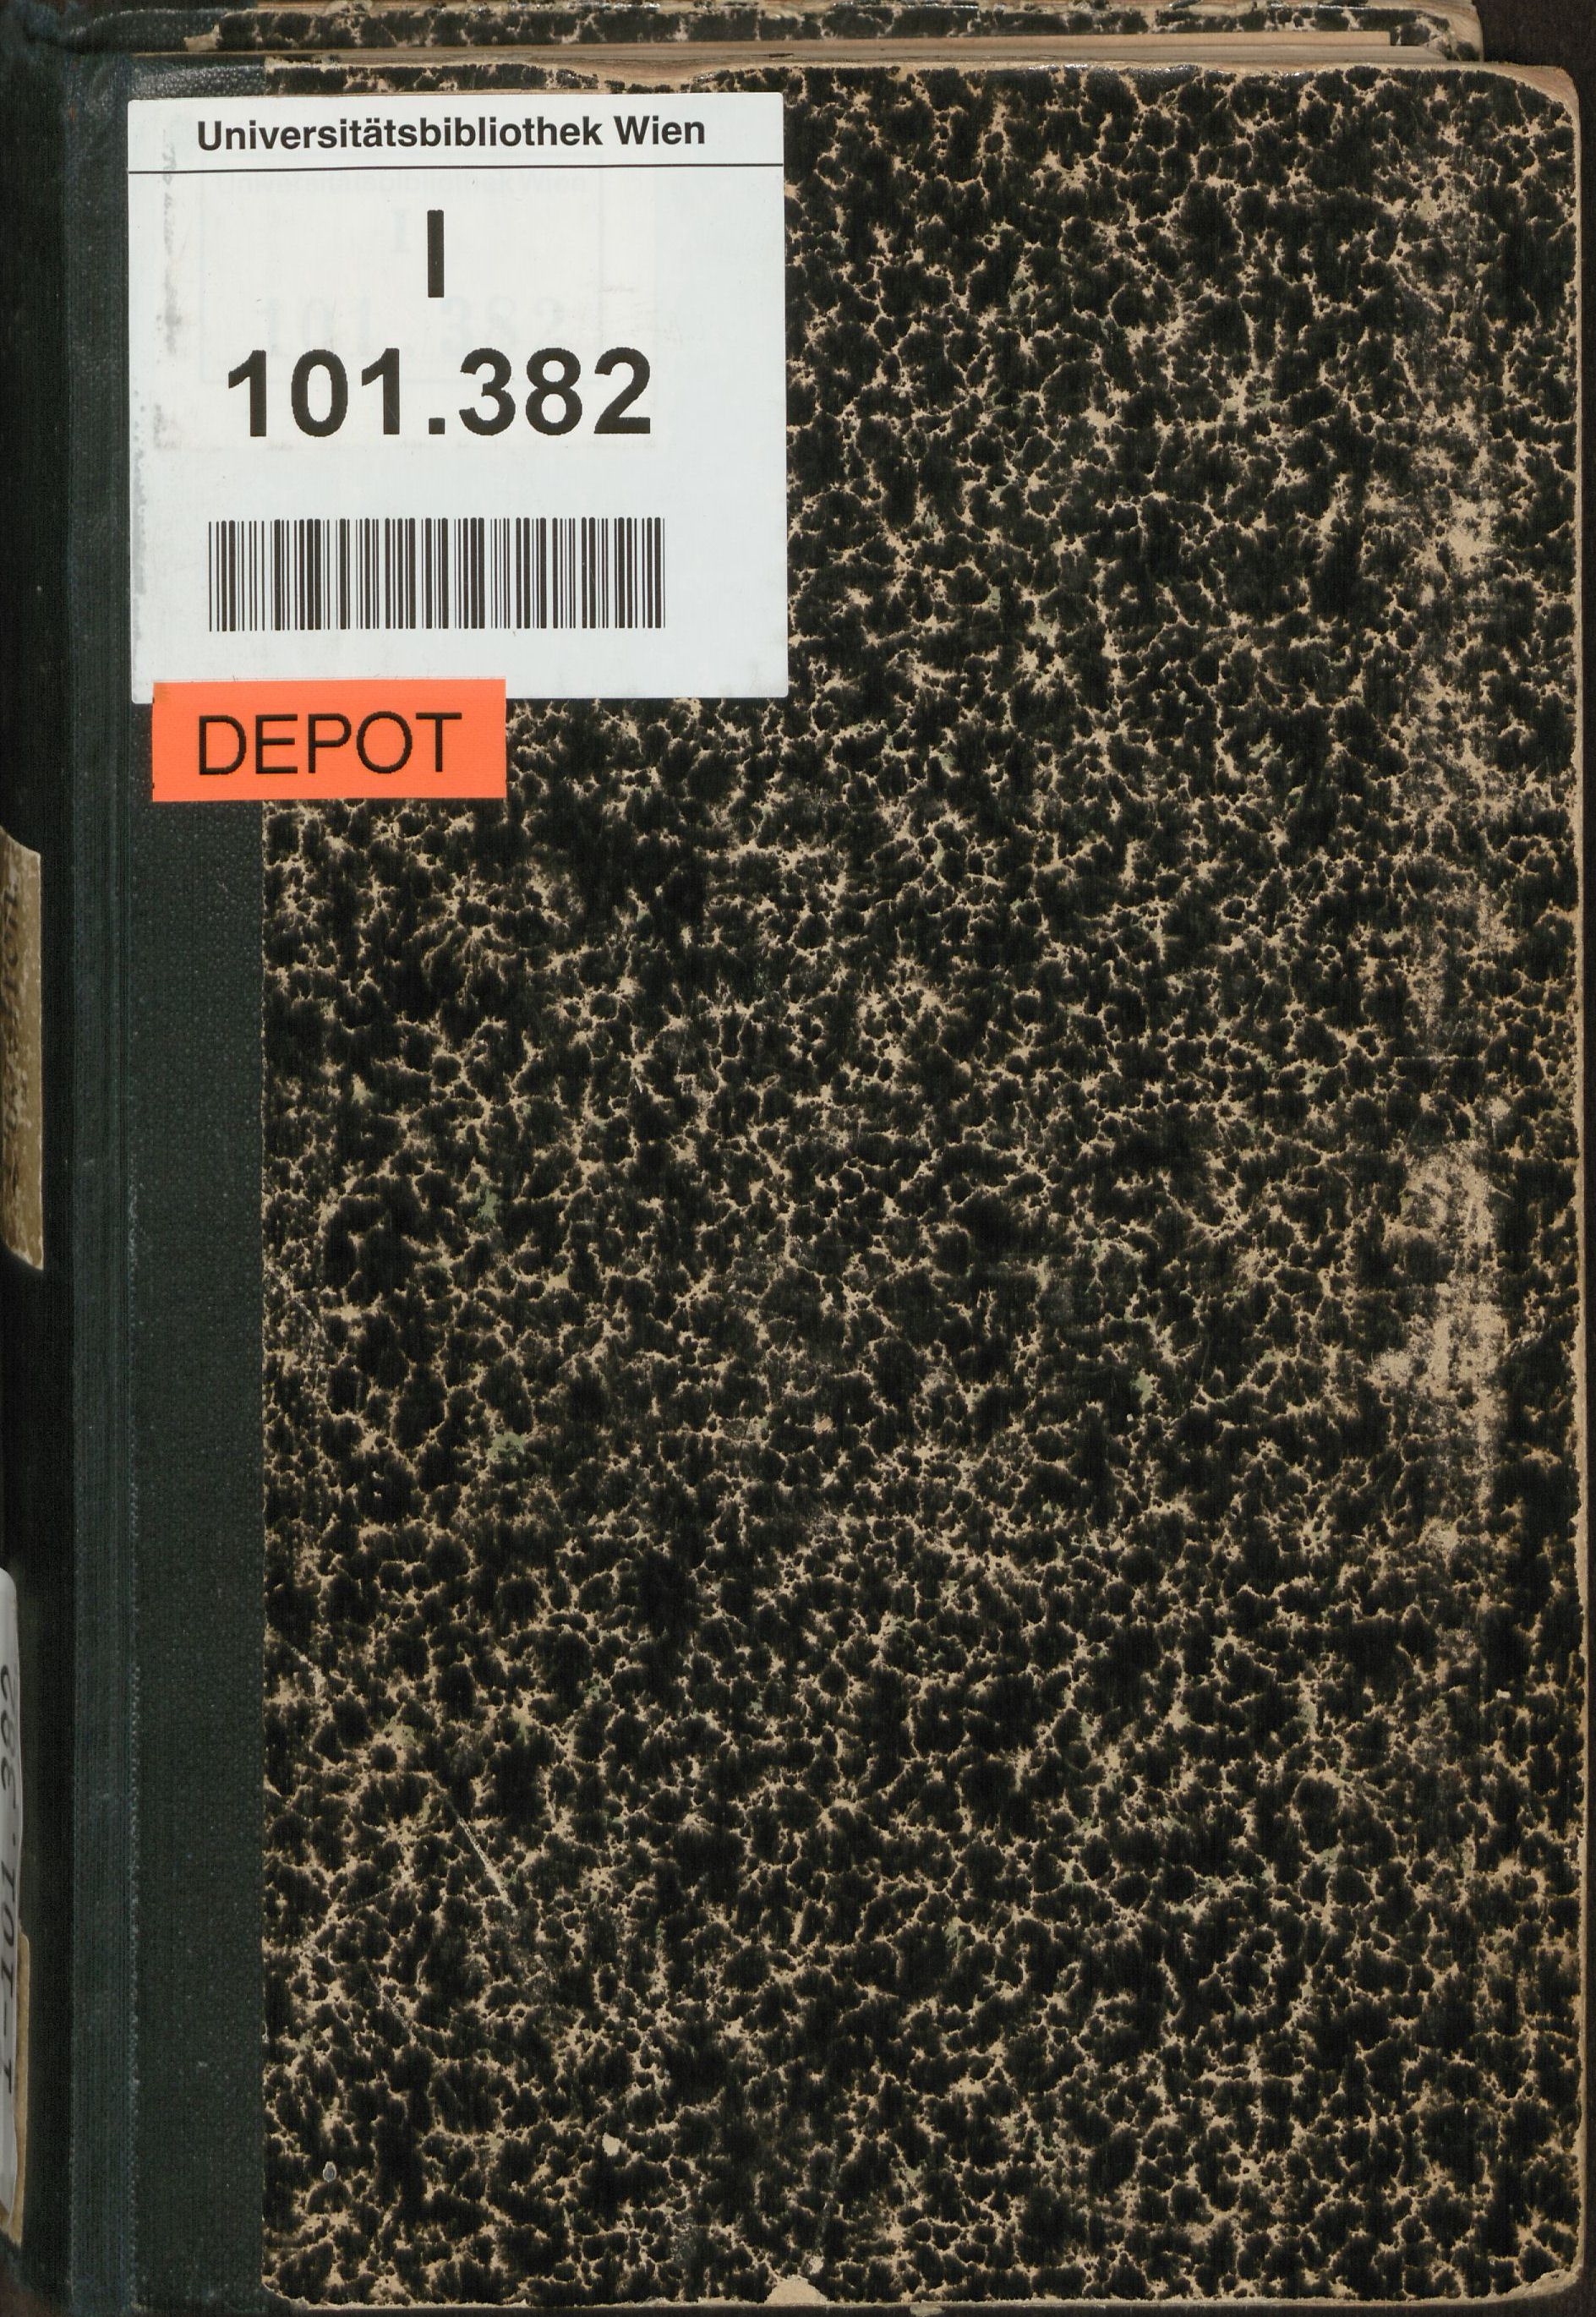 Universitätsbibliothek Wien
I
101.382
DEPOT